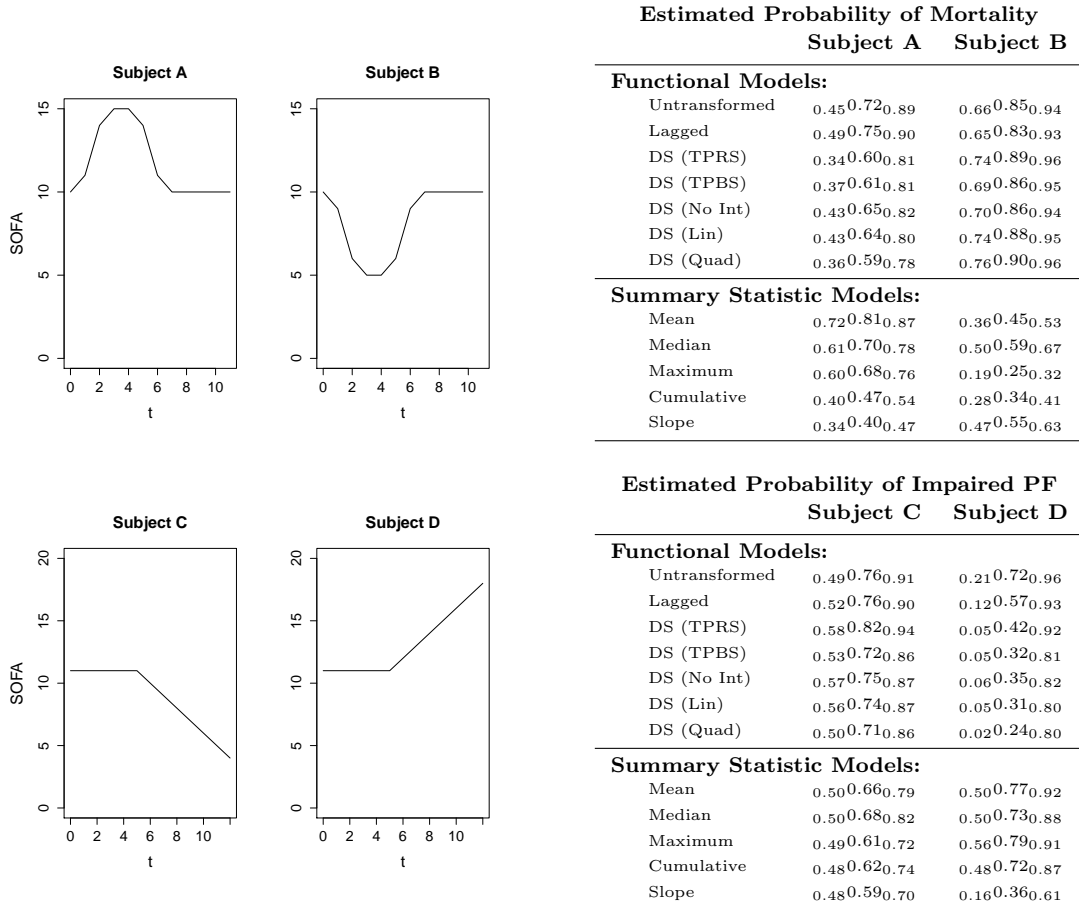 Subject A
SOFA
15
10
5
0
0 2 4 6 8 10
t
Subject B
15
10
5
0
0 2 4 6 8 10
t
Estimated Probability of Mortality
Subject A Subject B
Functional Models:
Untransformed 0.45 0.72 0.89 0.66 0.85 0.94
Lagged 0.49 0.75 0.90 0.65 0.83 0.93
DS (TPRS) 0.34 0.60 0.81 0.74 0.89 0.96
DS (TPBS) 0.37 0.61 0.81 0.69 0.86 0.95
DS (No Int) 0.43 0.65 0.82 0.70 0.86 0.94
DS (Lin) 0.43 0.64 0.80 0.74 0.88 0.95
DS (Quad) 0.36 0.59 0.78 0.76 0.90 0.96
Summary Statistic Models:
Mean 0.72 0.81 0.87 0.36 0.45 0.53
Median 0.61 0.70 0.78 0.50 0.59 0.67
Maximum 0.60 0.68 0.76 0.19 0.25 0.32
Cumulative 0.40 0.47 0.54 0.28 0.34 0.41
Slope 0.34 0.40 0.47 0.47 0.55 0.63
Subject C
SOFA
20
15
10
5
0
0 2 4 6 8 10
t
Subject D
20
15
10
5
0
0 2 4 6 8 10
t
Estimated Probability of Impaired PF
Subject C Subject D
Functional Models:
Untransformed 0.49 0.76 0.91 0.21 0.72 0.96
Lagged 0.52 0.76 0.90 0.12 0.57 0.93
DS (TPRS) 0.58 0.82 0.94 0.05 0.42 0.92
DS (TPBS) 0.53 0.72 0.86 0.05 0.32 0.81
DS (No Int) 0.57 0.75 0.87 0.06 0.35 0.82
DS (Lin) 0.56 0.74 0.87 0.05 0.31 0.80
DS (Quad) 0.50 0.71 0.86 0.02 0.24 0.80
Summary Statistic Models:
Mean 0.50 0.66 0.79 0.50 0.77 0.92
Median 0.50 0.68 0.82 0.50 0.73 0.88
Maximum 0.49 0.61 0.72 0.56 0.79 0.91
Cumulative 0.48 0.62 0.74 0.48 0.72 0.87
Slope 0.48 0.59 0.70 0.16 0.36 0.61